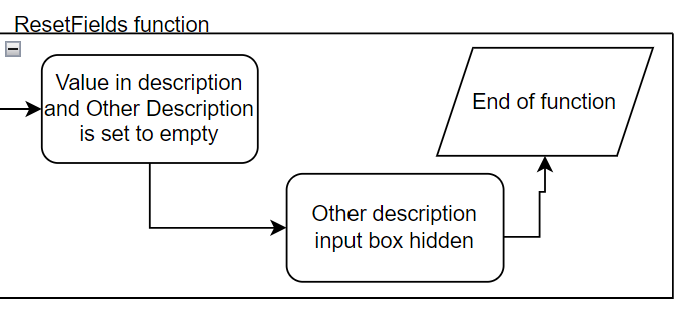 ResetFields function
Value in description
and Other Description
is set to empty
Other description
input box hidden
End of function